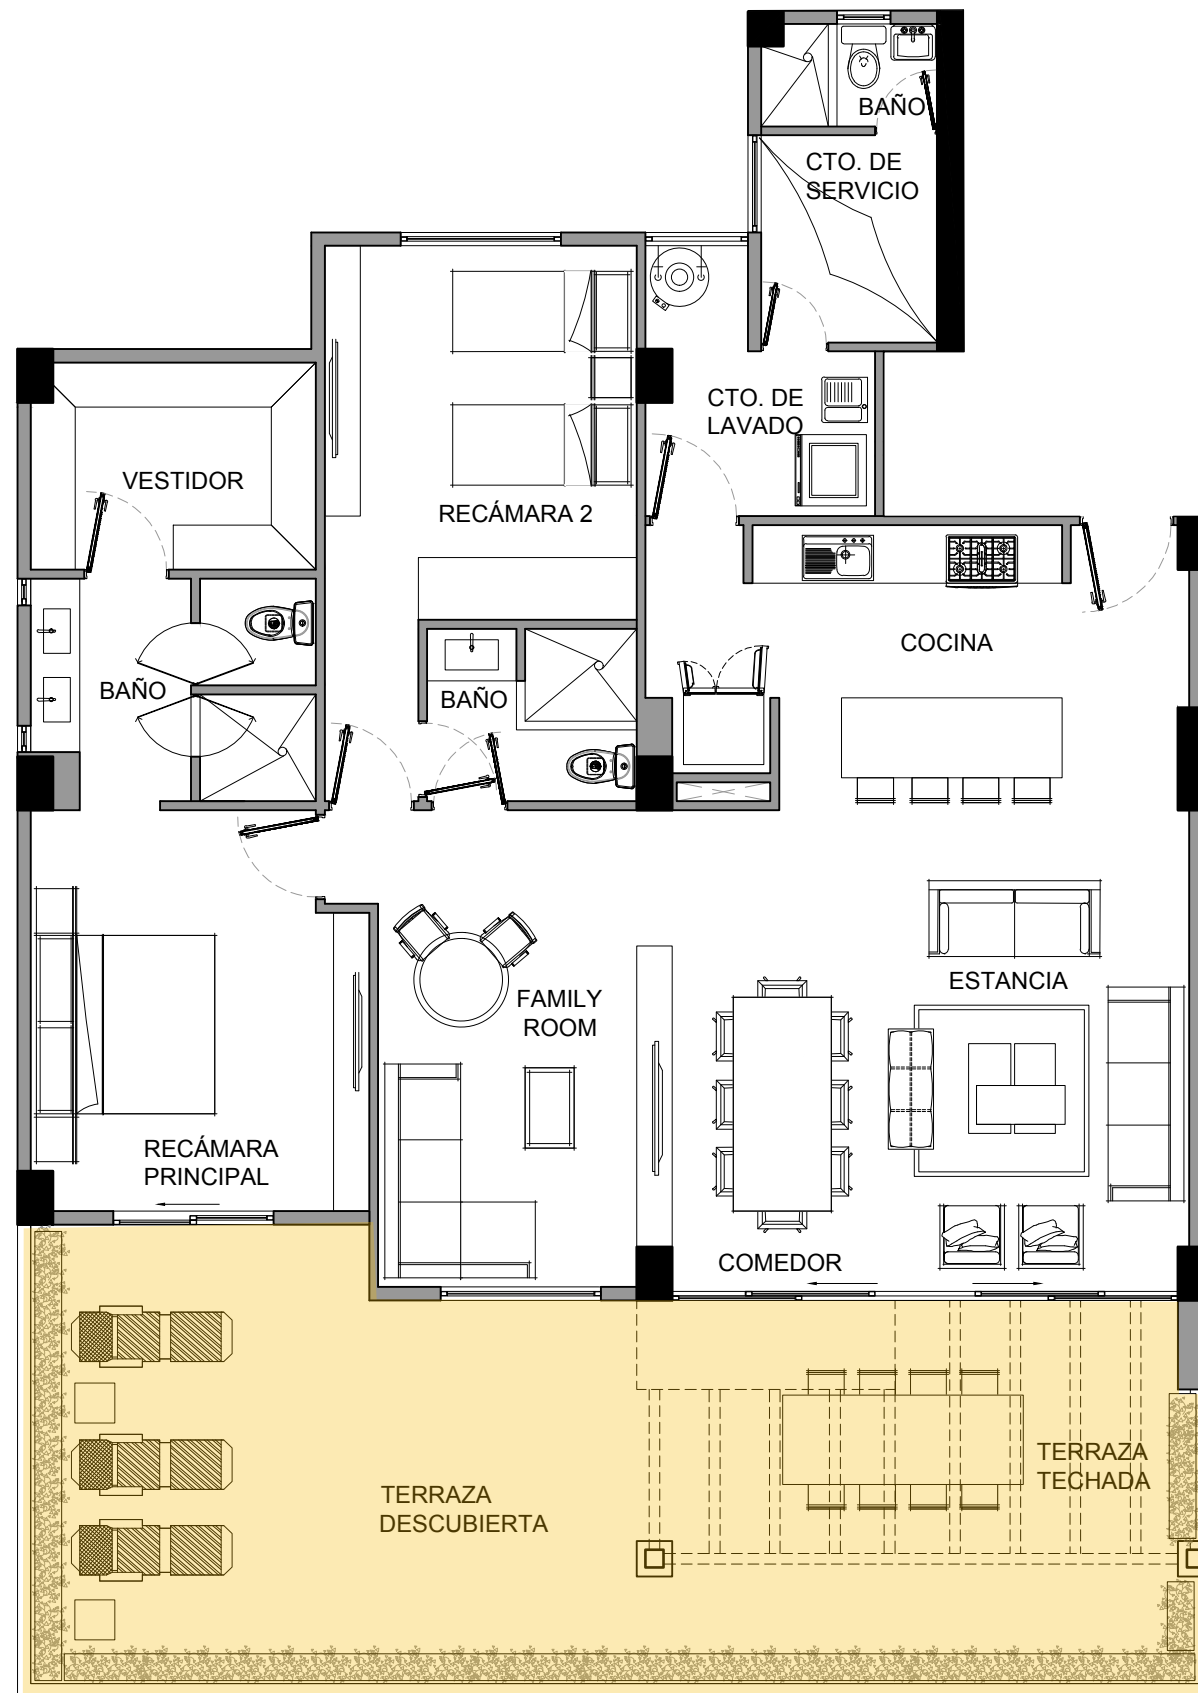 BAÑO
CTO. DE
SERVICIO
CTO. DE
LAVADO
VESTIDOR
RECÁMARA 2
COCINA
BAÑO
BAÑO
ESTANCIA
FAMILY
ROOM
RECÁMARA
PRINCIPAL
COMEDOR
TERRAZA
TECHADA
TERRAZA
DESCUBIERTA